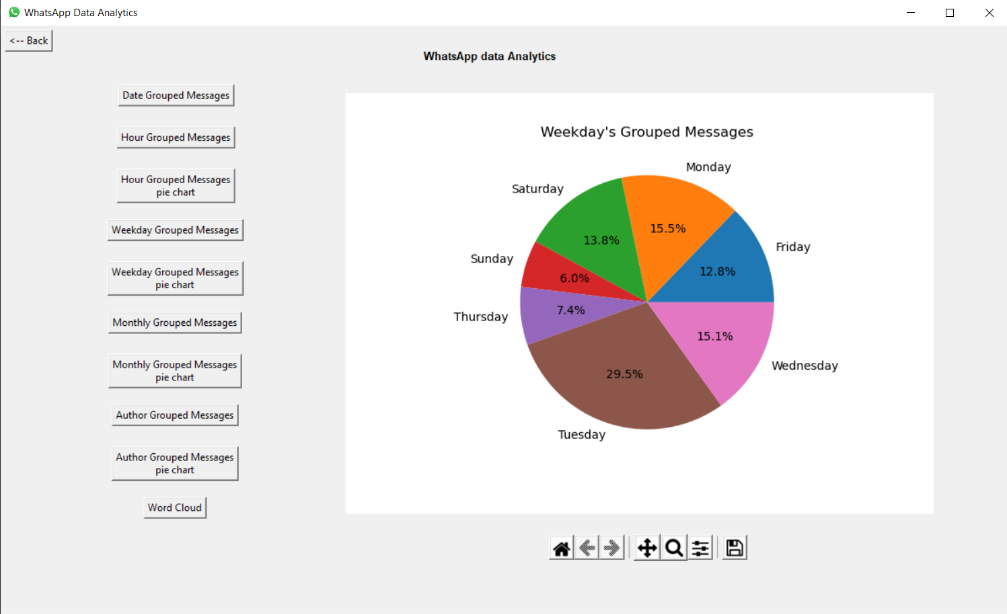 WhatsApp Data Analytics
<-- Back
WhatsApp data Analytics
Date Grouped Messages
Hour Grouped Messages
Hour Grouped Messages
pie chart
Weekday Grouped Messages
Weekday Grouped Messages
pie chart
Monthly Grouped Messages
Monthly Grouped Messages
pie chart
Author Grouped Messages
Author Grouped Messages
pie chart
Word Cloud
Weekday's Grouped Messages
Monday
Saturday
15.5%
13.8%
Friday
Sunday
12.8%
6.0%
Thursday
7.4%
15.1%
Wednesday
29.5%
Tuesday